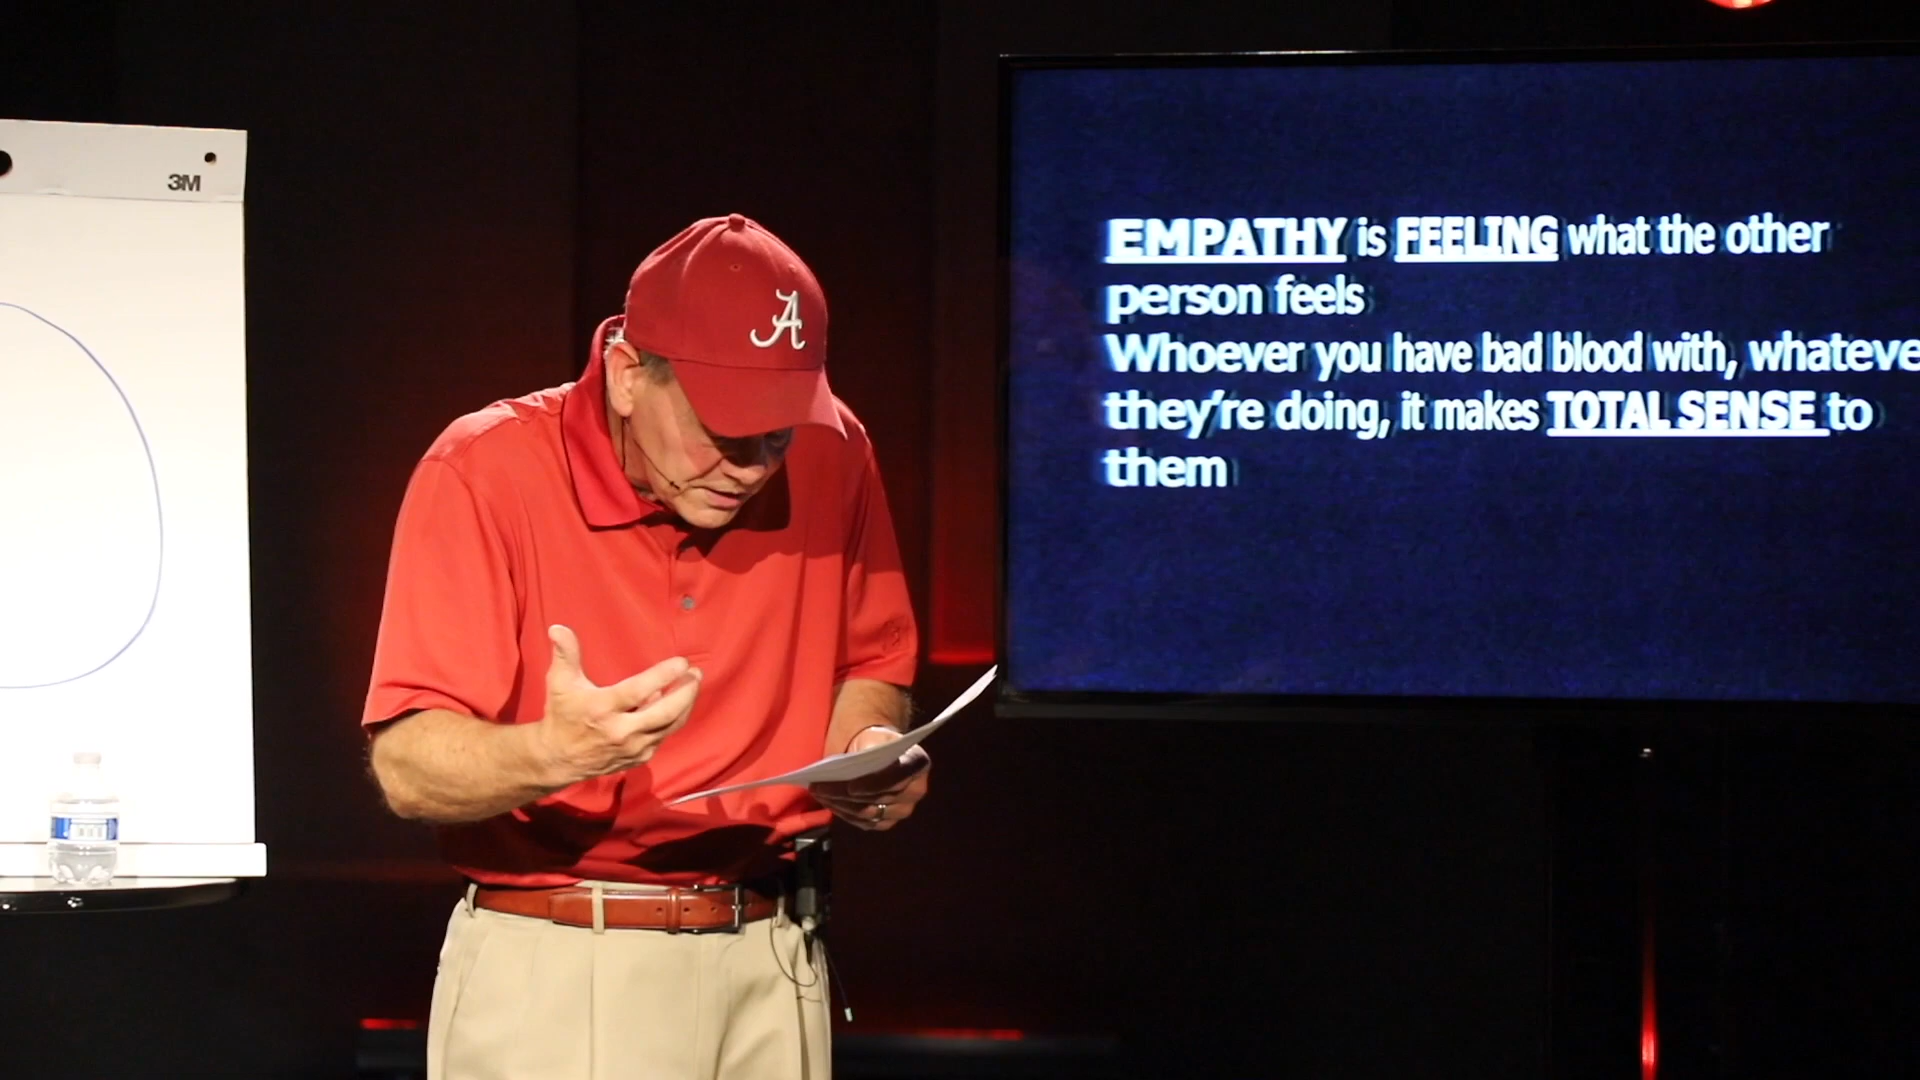 3M
A
EMPATHY is FEELING what the other
person feels
Whoever you have bad blood with, whateve
they're doing, it makes TOTAL SENSE to
them